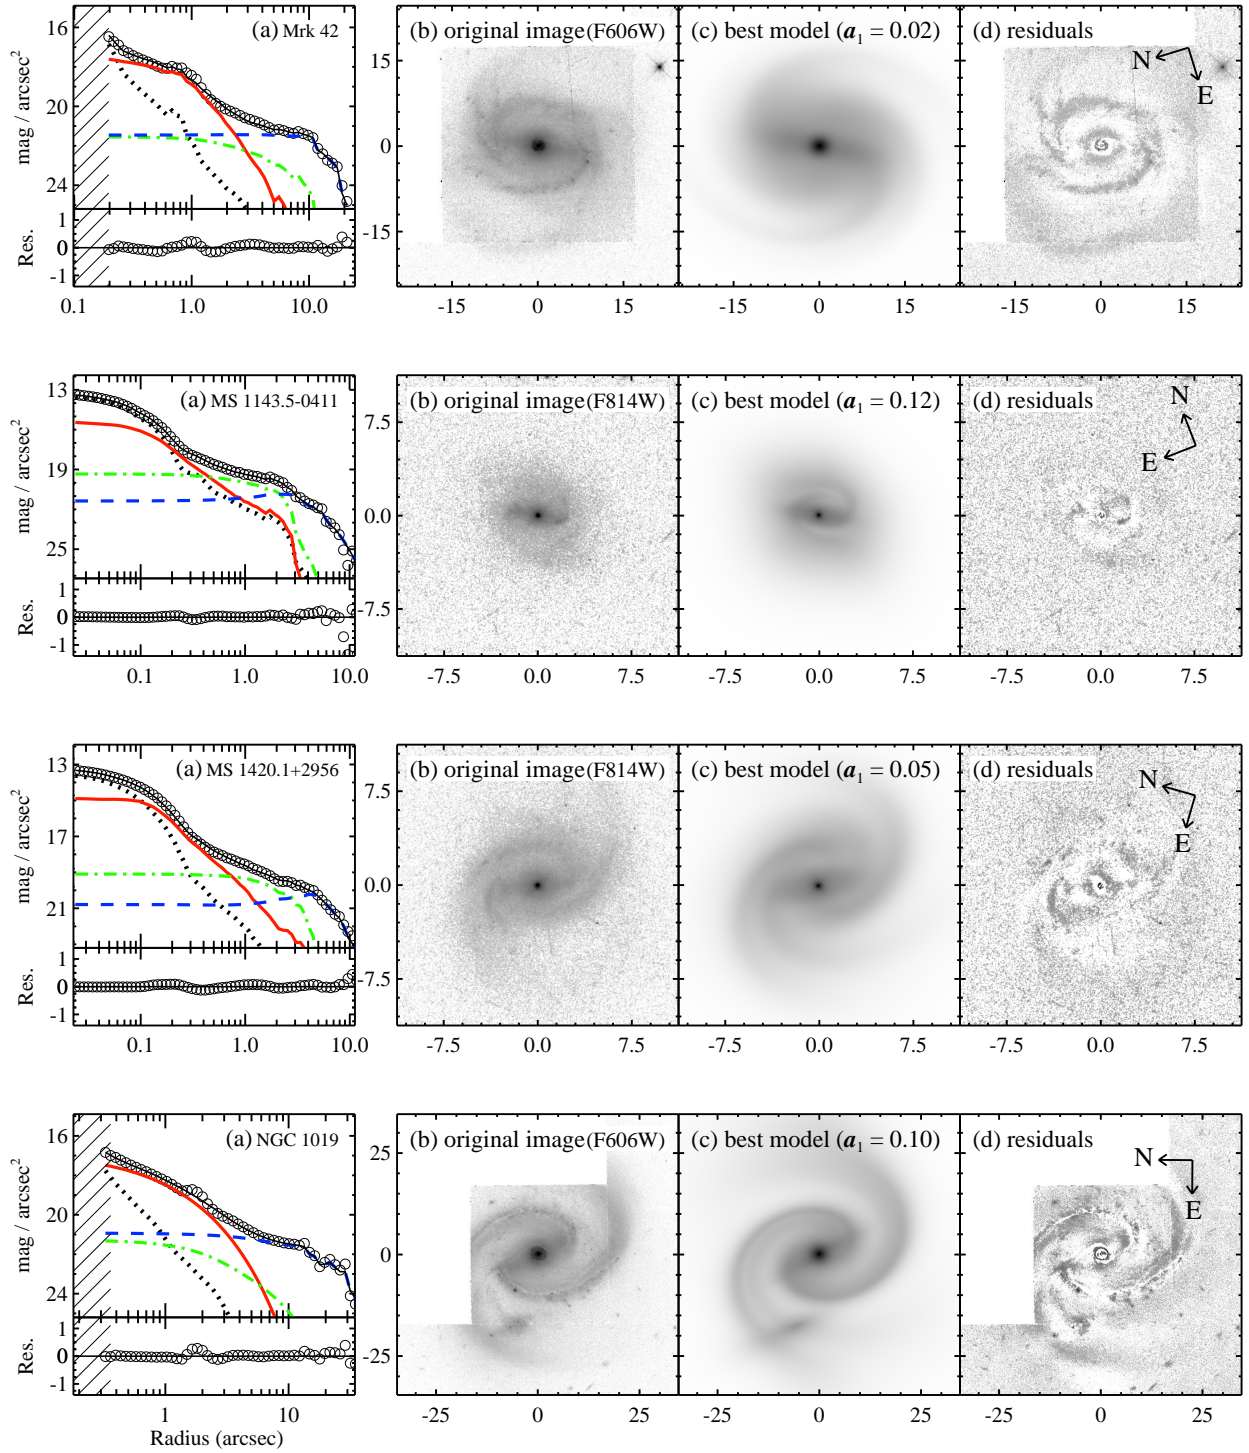 (a) Mrk 42
(b) original image(F606W)
(c) best model (a₁ = 0.02)
(d) residuals
16
20
24
mag / arcsec²
1
0
-1
Res.
0.1
1.0
10.0
15
0
-15
-15
0
15
-15
0
15
-15
0
15
N
E
(a) MS 1143.5-0411
(b) original image(F814W)
(c) best model (a₁ = 0.12)
(d) residuals
13
19
25
mag / arcsec²
1
0
-1
Res.
0.1
1.0
10.0
7.5
0.0
-7.5
-7.5
0.0
7.5
-7.5
0.0
7.5
-7.5
0.0
7.5
N
E
(a) MS 1420.1+2956
(b) original image(F814W)
(c) best model (a₁ = 0.05)
(d) residuals
13
17
21
mag / arcsec²
1
0
-1
Res.
0.1
1.0
10.0
7.5
0.0
-7.5
-7.5
0.0
7.5
-7.5
0.0
7.5
-7.5
0.0
7.5
N
E
(a) NGC 1019
(b) original image(F606W)
(c) best model (a₁ = 0.10)
(d) residuals
16
20
24
mag / arcsec²
1
0
-1
Res.
1
10
Radius (arcsec)
25
0
-25
-25
0
25
-25
0
25
-25
0
25
N
E